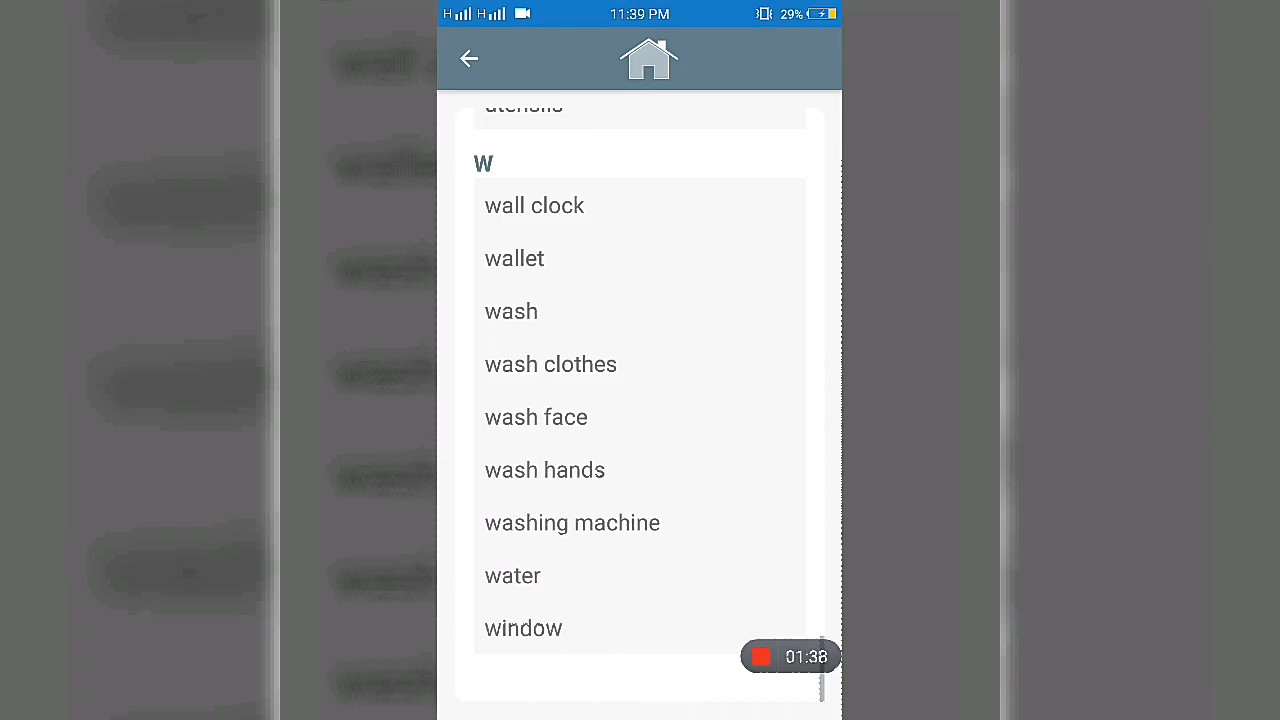 H H 11:39 PM 29%
utensils
W
wall clock
wallet
wash
wash clothes
wash face
wash hands
washing machine
water
window
01:38